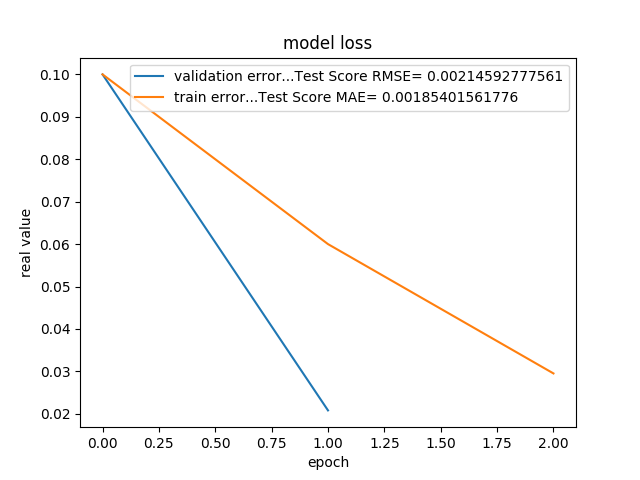 model loss
validation error...Test Score RMSE= 0.00214592777561
train error...Test Score MAE= 0.00185401561776
0.10
0.09
0.08
0.07
0.06
0.05
0.04
0.03
0.02
real value
0.00 0.25 0.50 0.75 1.00 1.25 1.50 1.75 2.00
epoch